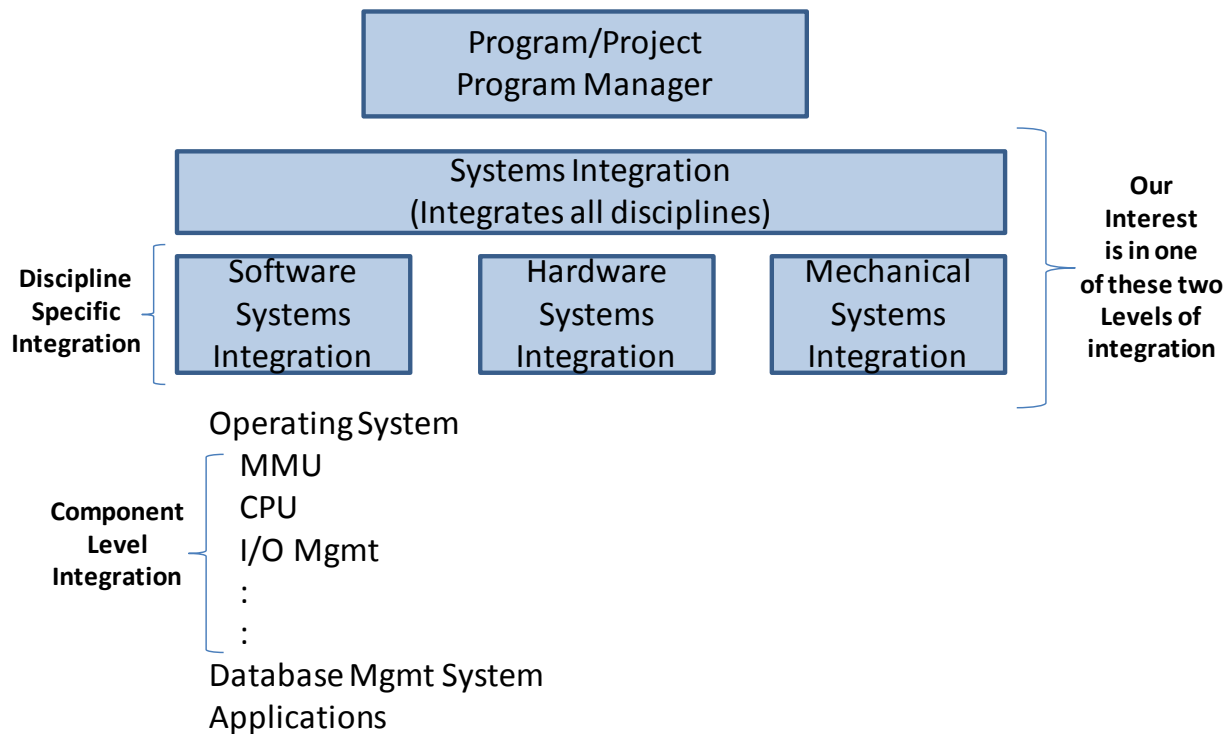 Program/Project
Program Manager
Systems Integration
(Integrates all disciplines)
Our
Interest
is in one
of these two
Levels of
integration
Discipline
Specific
Integration
Software
Systems
Integration
Hardware
Systems
Integration
Mechanical
Systems
Integration
Operating System
MMU
CPU
I/O Mgmt
:
:
Component
Level
Integration
Database Mgmt System
Applications